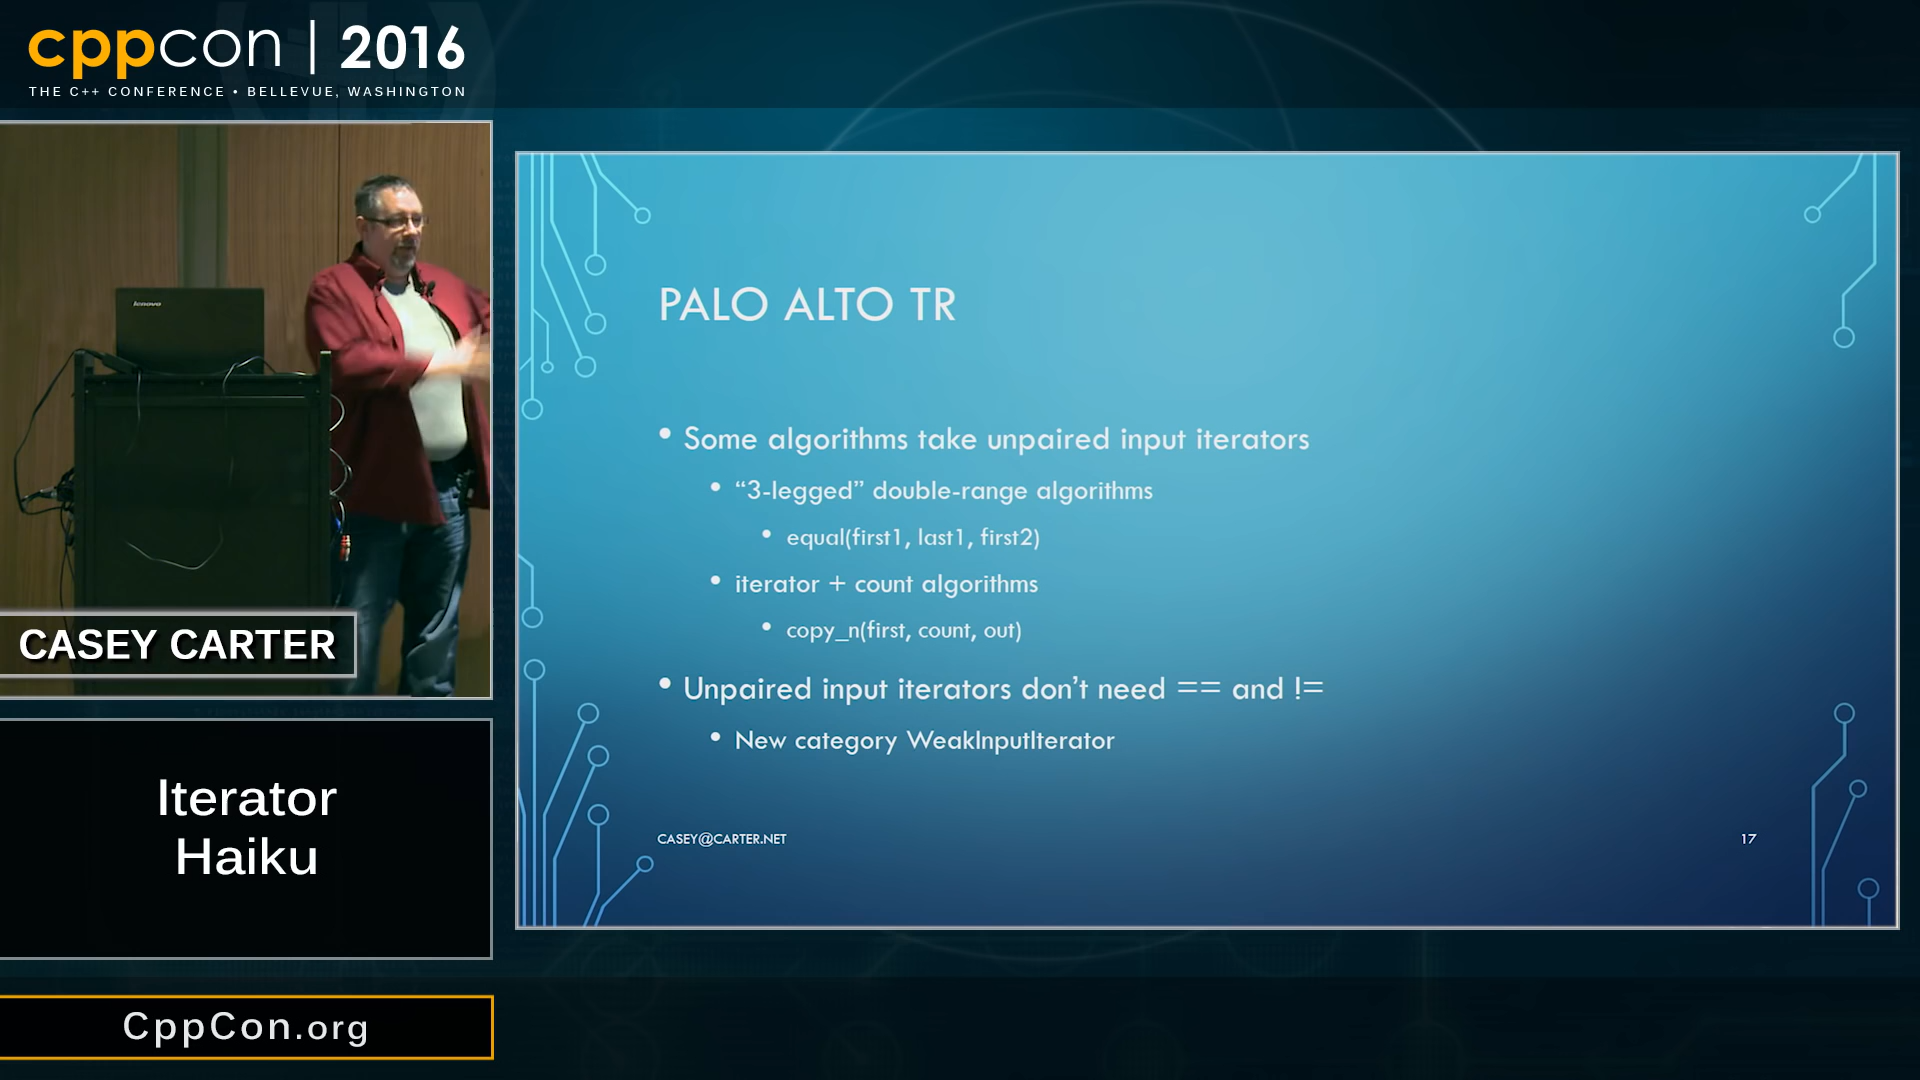 cppcon | 2016
THE C++ CONFERENCE • BELLEVUE, WASHINGTON
lenovo
CASEY CARTER
Iterator
Haiku
CppCon.org
PALO ALTO TR
• Some algorithms take unpaired input iterators
• “3-legged” double-range algorithms
• equal(first1, last1, first2)
• iterator + count algorithms
• copy_n(first, count, out)
• Unpaired input iterators don’t need == and !=
• New category WeakInputIterator
CASEY@CARTER.NET
17